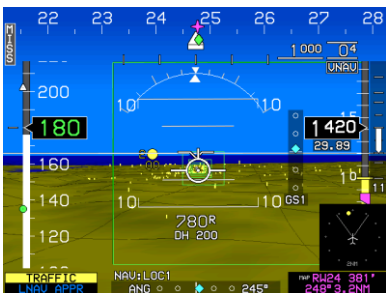 22 23 24 25 26 27 28
MISS
1000 04
VNAV
200
10 10
180
1420
29.89
160
140
120
10 10
GS1
11
780R
DH 200
2NM
TRAFFIC
LNAV APPR
NAV:LOC1
ANG 245°
MAP RW24 381'
248° 3.2NM